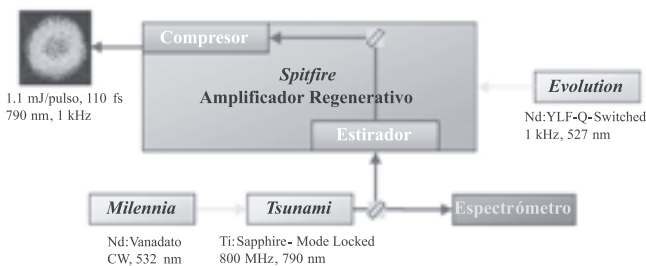 Compresor
Spitfire
Amplificador Regenerativo
Estirador
1.1 mJ/pulso, 110 fs
790 nm, 1 kHz
Evolution
Nd:YLF-Q-Switched
1 kHz, 527 nm
Milennia
Nd:Vanadato
CW, 532 nm
Tsunami
Ti:Sapphire- Mode Locked
800 MHz, 790 nm
Espectrómetro